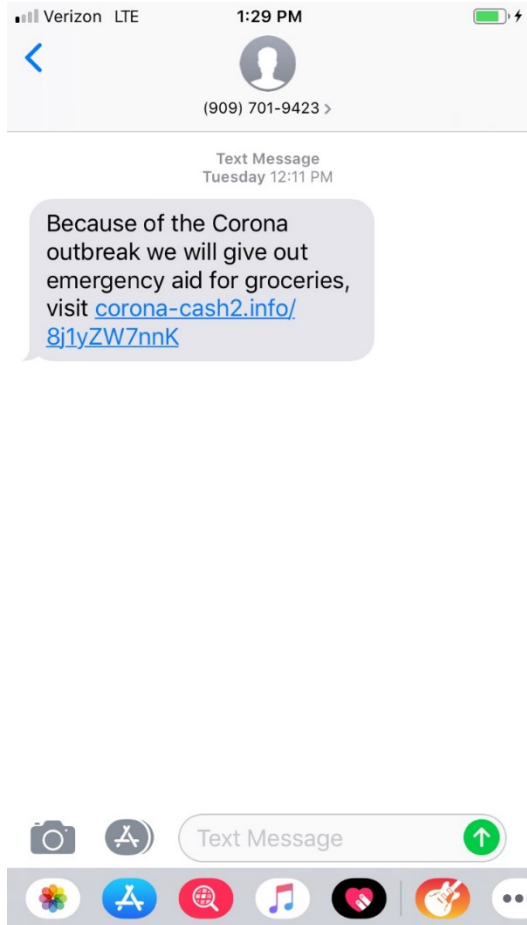 Verizon LTE 1:29 PM
(909) 701-9423 >
Text Message
Tuesday 12:11 PM
Because of the Corona
outbreak we will give out
emergency aid for groceries,
visit corona-cash2.info/
8j1yZW7nnK
Text Message